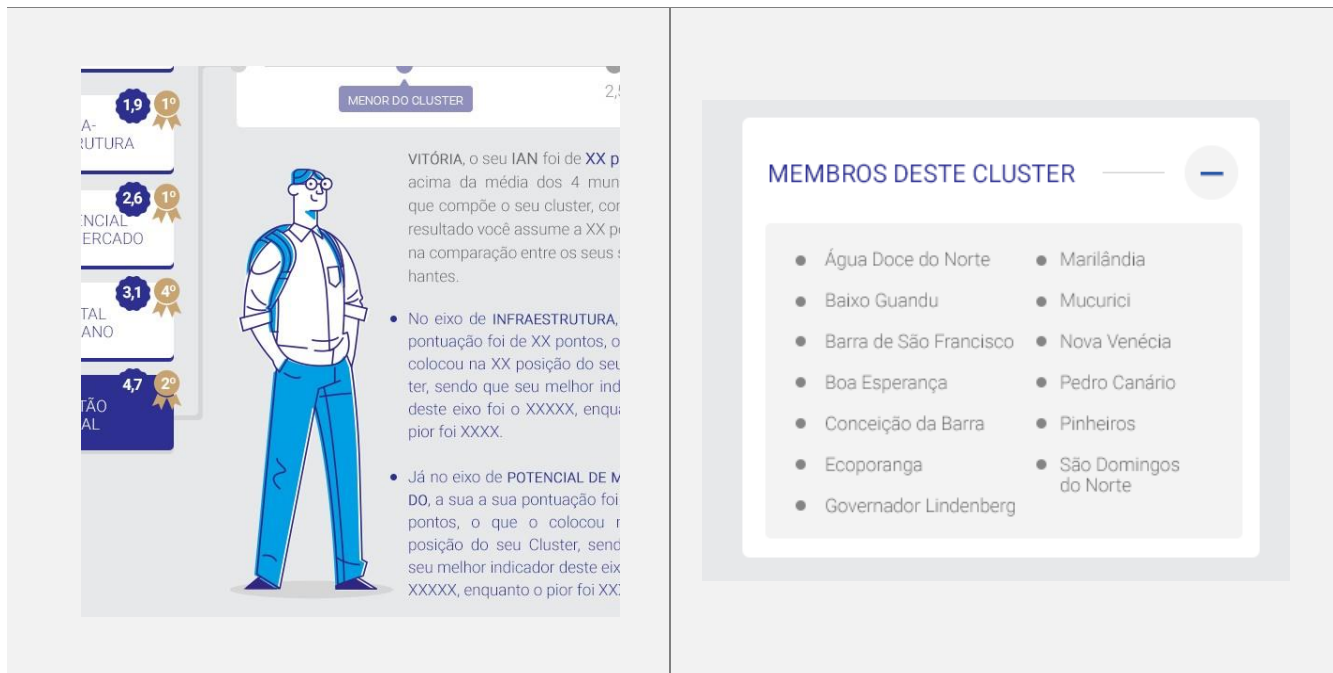 1,9 1º
A-
UTURA
2,6 1º
NCIAL
ERCADO
3,1 4º
TAL
ANO
4,7 2º
TÃO
AL
MENOR DO CLUSTER
2,
VITÓRIA, o seu IAN foi de XX p
acima da média dos 4 mun
que compõe o seu cluster, co
resultado você assume a XX p
na comparação entre os seus s
hantes.
• No eixo de INFRAESTRUTURA,
pontuação foi de XX pontos, o
colocou na XX posição do seu
ter, sendo que seu melhor ind
deste eixo foi o XXXXX, enqu
pior foi XXXX.
• Já no eixo de POTENCIAL DE M
DO, a sua a sua pontuação foi
pontos, o que o colocou
posição do seu Cluster, send
seu melhor indicador deste eix
XXXXX, enquanto o pior foi XX
MEMBROS DESTE CLUSTER
• Água Doce do Norte
• Baixo Guandu
• Barra de São Francisco
• Boa Esperança
• Conceição da Barra
• Ecoporanga
• Governador Lindenberg
• Marilândia
• Mucurici
• Nova Venécia
• Pedro Canário
• Pinheiros
• São Domingos
do Norte